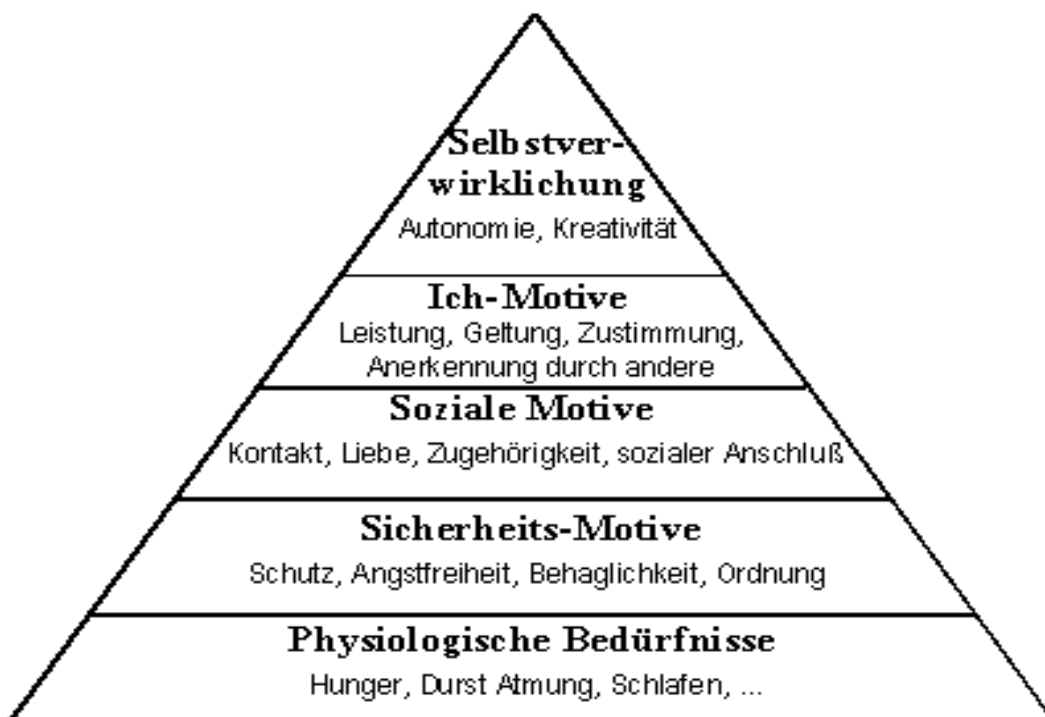 Selbstver-
wirklichung
Autonomie, Kreativität
Ich-Motive
Leistung, Geltung, Zustimmung,
Anerkennung durch andere
Soziale Motive
Kontakt, Liebe, Zugehörigkeit, sozialer Anschluß
Sicherheits-Motive
Schutz, Angstfreiheit, Behaglichkeit, Ordnung
Physiologische Bedürfnisse
Hunger, Durst Atmung, Schlafen, ...